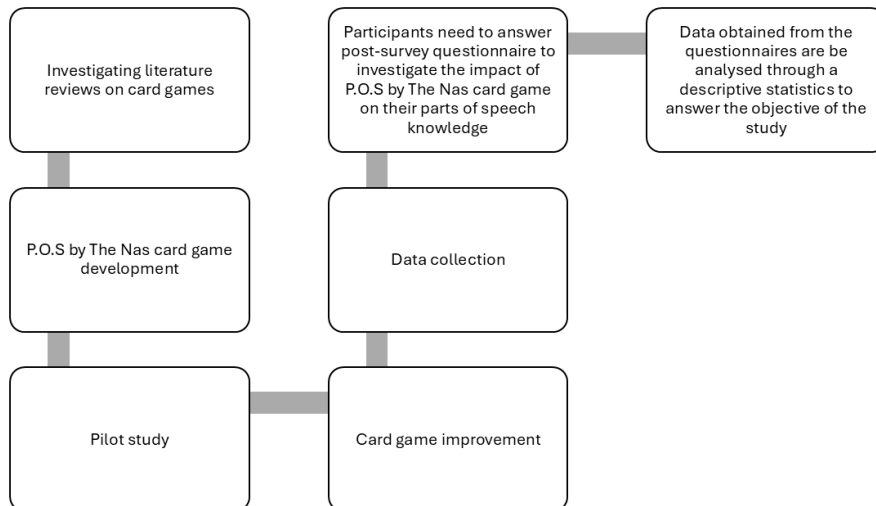 Investigating literature
reviews on card games
P.O.S by The Nas card game
development
Pilot study
Card game improvement
Data collection
Participants need to answer
post-survey questionnaire to
investigate the impact of
P.O.S by The Nas card game
on their parts of speech
knowledge
Data obtained from the
questionnaires are be
analysed through a
descriptive statistics to
answer the objective of the
study